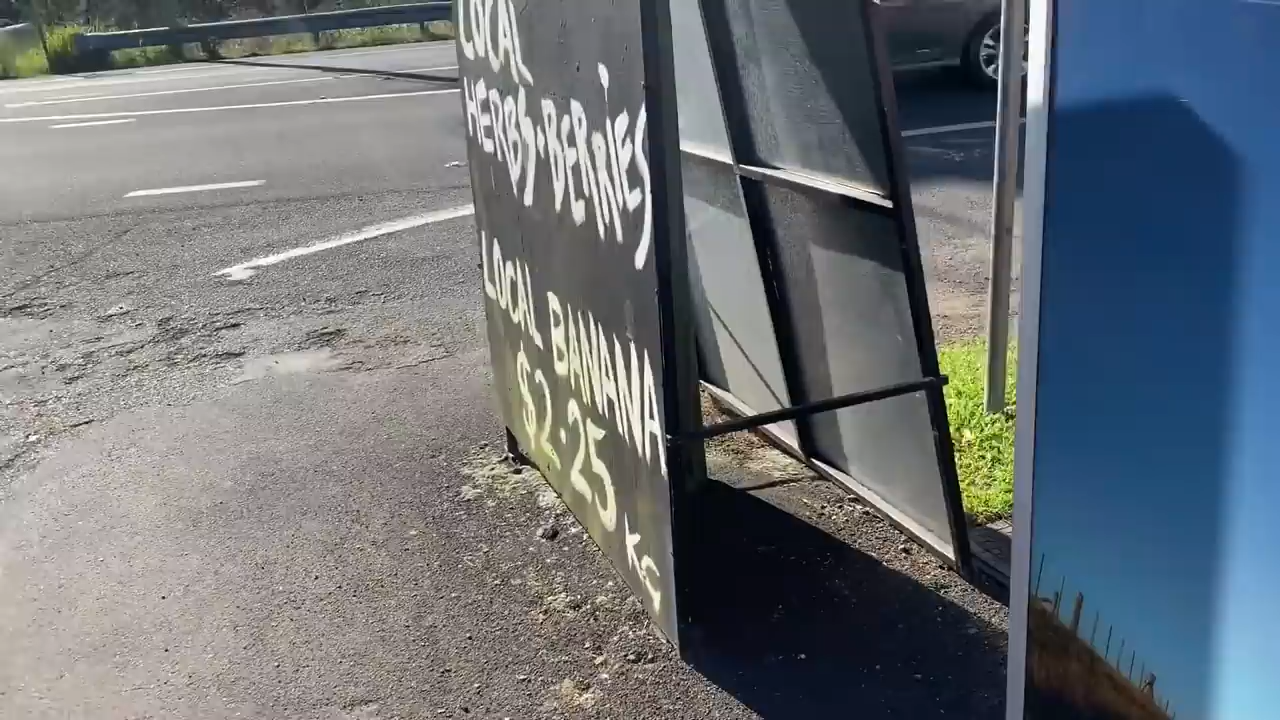 LOCAL
HERBS·BERRIES
LOCAL BANANA
$2.25
KG